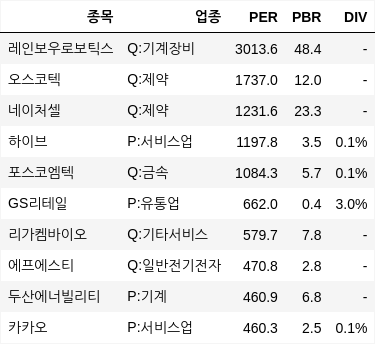 종목 업종 PER PBR DIV
레인보우로보틱스 Q:기계장비 3013.6 48.4 -
오스코텍 Q:제약 1737.0 12.0 -
네이처셀 Q:제약 1231.6 23.3 -
하이브 P:서비스업 1197.8 3.5 0.1%
포스코엠텍 Q:금속 1084.3 5.7 0.1%
GS리테일 P:유통업 662.0 0.4 3.0%
리가켐바이오 Q:기타서비스 579.7 7.8 -
에프에스티 Q:일반전기전자 470.8 2.8 -
두산에너빌리티 P:기계 460.9 6.8 -
카카오 P:서비스업 460.3 2.5 0.1%